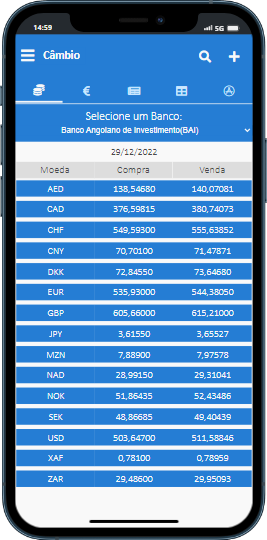 14:59
5G
Câmbio
Selecione um Banco:
Banco Angolano de Investimento(BAI)
29/12/2022
Moeda Compra Venda
AED 138,54680 140,07081
CAD 376,59815 380,74073
CHF 549,59300 555,63852
CNY 70,70100 71,47871
DKK 72,84550 73,64680
EUR 535,93000 544,38050
GBP 605,66000 615,21000
JPY 3,61550 3,65527
MZN 7,88900 7,97578
NAD 28,99150 29,31041
NOK 51,86435 52,43486
SEK 48,86685 49,40439
USD 503,64700 511,58846
XAF 0,78100 0,78959
ZAR 29,48600 29,95093